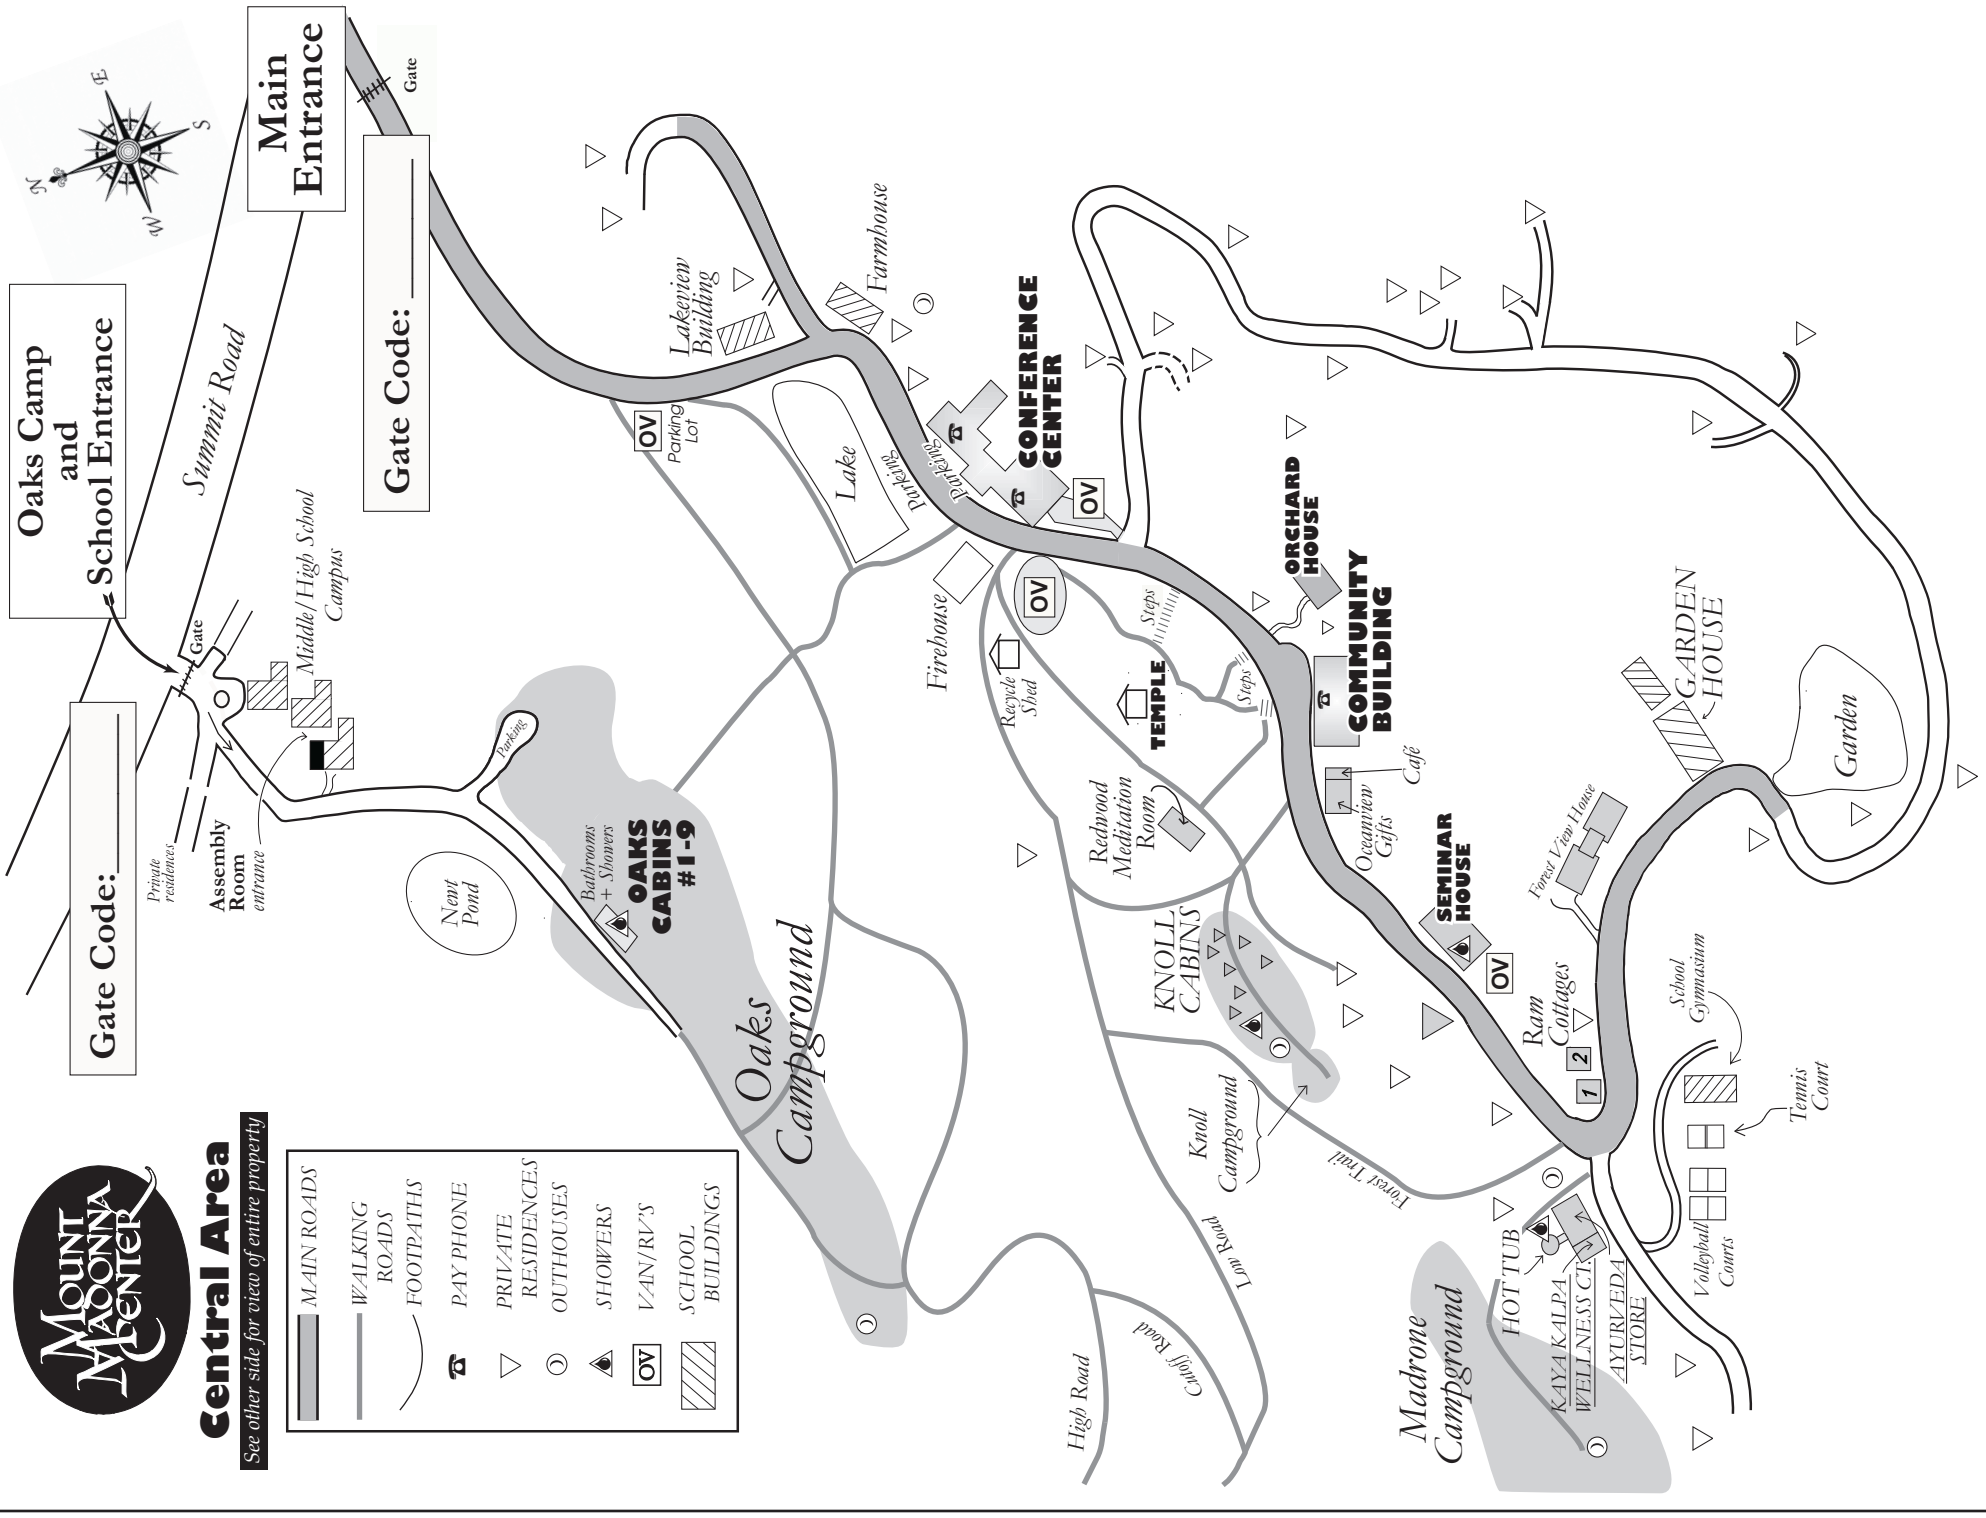 MOUNT
MADONNA
CENTER
Central Area
See other side for view of entire property
MAIN ROADS
WALKING
ROADS
FOOTPATHS
PAY PHONE
PRIVATE
RESIDENCES
OUTHOUSES
SHOWERS
OV
VAN/RV'S
SCHOOL
BUILDINGS
Oaks Camp
and
School Entrance
Gate Code:
Main
Entrance
Gate Code:
N
E
S
W
Summit Road
Gate
Gate
Middle/High School
Campus
Private
residences
Assembly
Room
entrance
Newt
Pond
Parking
Bathrooms
+ Showers
OAKS
CABINS
#1-9
Oaks
Campground
OV
Parking
Lot
Lakeview
Building
Farmhouse
Lake
Parking
Parking
CONFERENCE
CENTER
OV
Firehouse
OV
Recycle
Shed
Steps
Steps
TEMPLE
ORCHARD
HOUSE
COMMUNITY
BUILDING
Café
Oceanview
Gifts
Redwood
Meditation
Room
KNOLL
CABINS
Knoll
Campground
SEMINAR
HOUSE
OV
Ram
Cottages
1
2
Forest View House
GARDEN
HOUSE
Garden
School
Gymnasium
Tennis
Court
Volleyball
Courts
Forest Trail
Low Road
High Road
Cutoff Road
Madrone
Campground
HOT TUB
KAYA KALPA
WELLNESS CT.
AYURVEDA
STORE